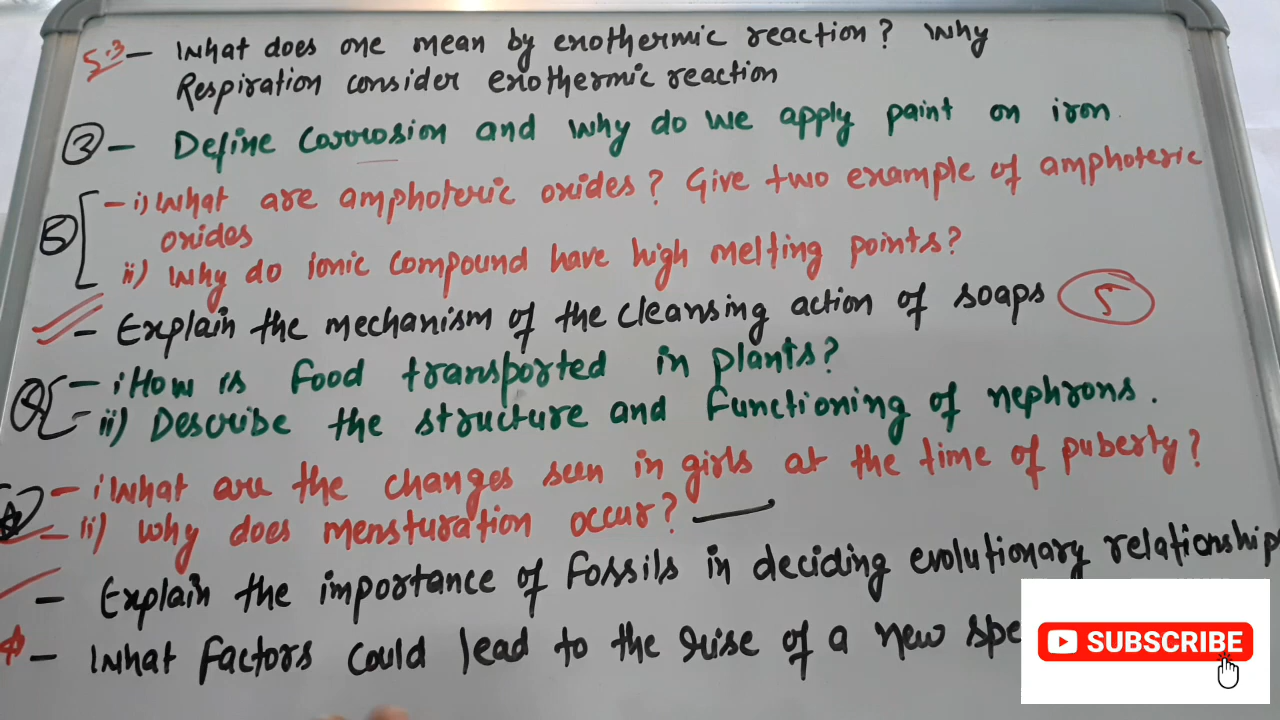 5.3 - What does one mean by exothermic reaction? Why
Respiration consider exothermic reaction
③ - Define Corrosion and why do we apply paint on iron.
⑤ - i) What are amphoteric oxides? Give two example of amphoteric
oxides
ii) Why do ionic compound have high melting points?
- Explain the mechanism of the cleansing action of soaps 5
- i How is food transported in plants?
- ii) Describe the structure and functioning of nephrons.
- i What are the changes seen in girls at the time of puberty?
- ii) Why does mensturation occur?
- Explain the importance of Fossils in deciding evolutionary relationship
- What factors could lead to the rise of a new spe
SUBSCRIBE